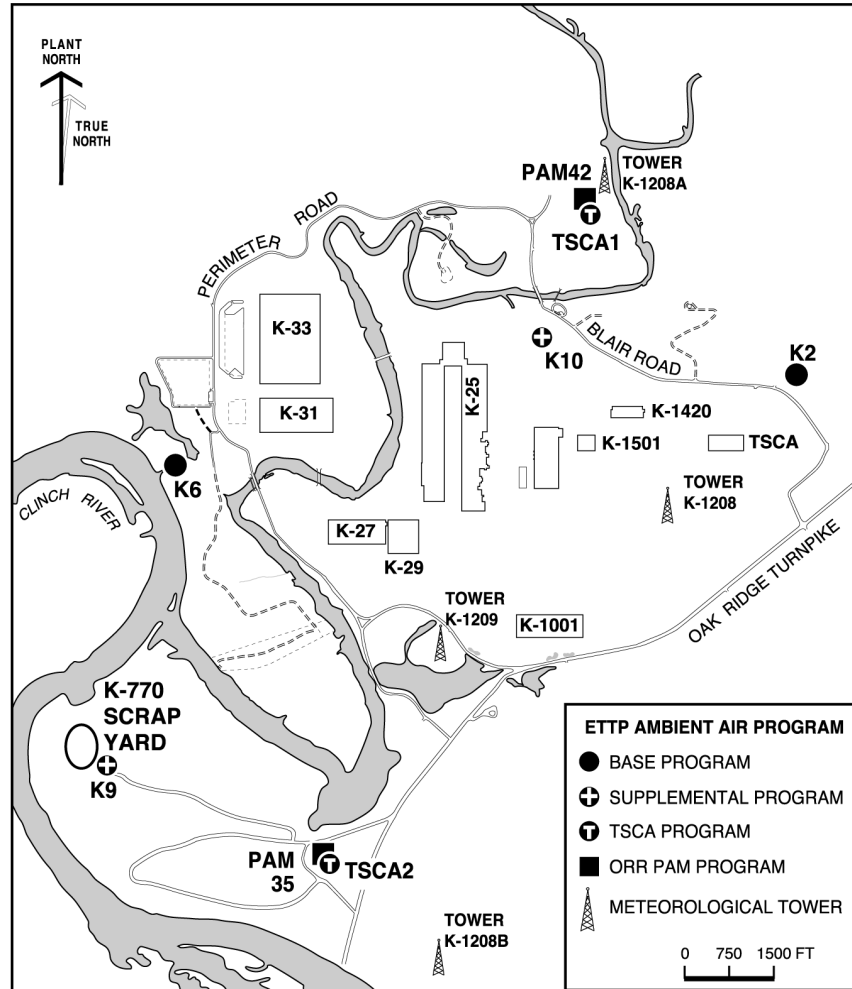 PLANT
NORTH
TRUE
NORTH
TOWER
K-1208A
PAM42
TSCA1
PERIMETER ROAD
K-33
K-31
K-25
K10
BLAIR ROAD
K2
K-1420
K-1501
TSCA
K6
CLINCH RIVER
TOWER
K-1208
K-27
K-29
OAK RIDGE TURNPIKE
TOWER
K-1209
K-1001
K-770
SCRAP
YARD
K9
PAM
35
T TSCA2
TOWER
K-1208B
ETTP AMBIENT AIR PROGRAM
BASE PROGRAM
SUPPLEMENTAL PROGRAM
T TSCA PROGRAM
ORR PAM PROGRAM
METEOROLOGICAL TOWER
0 750 1500 FT